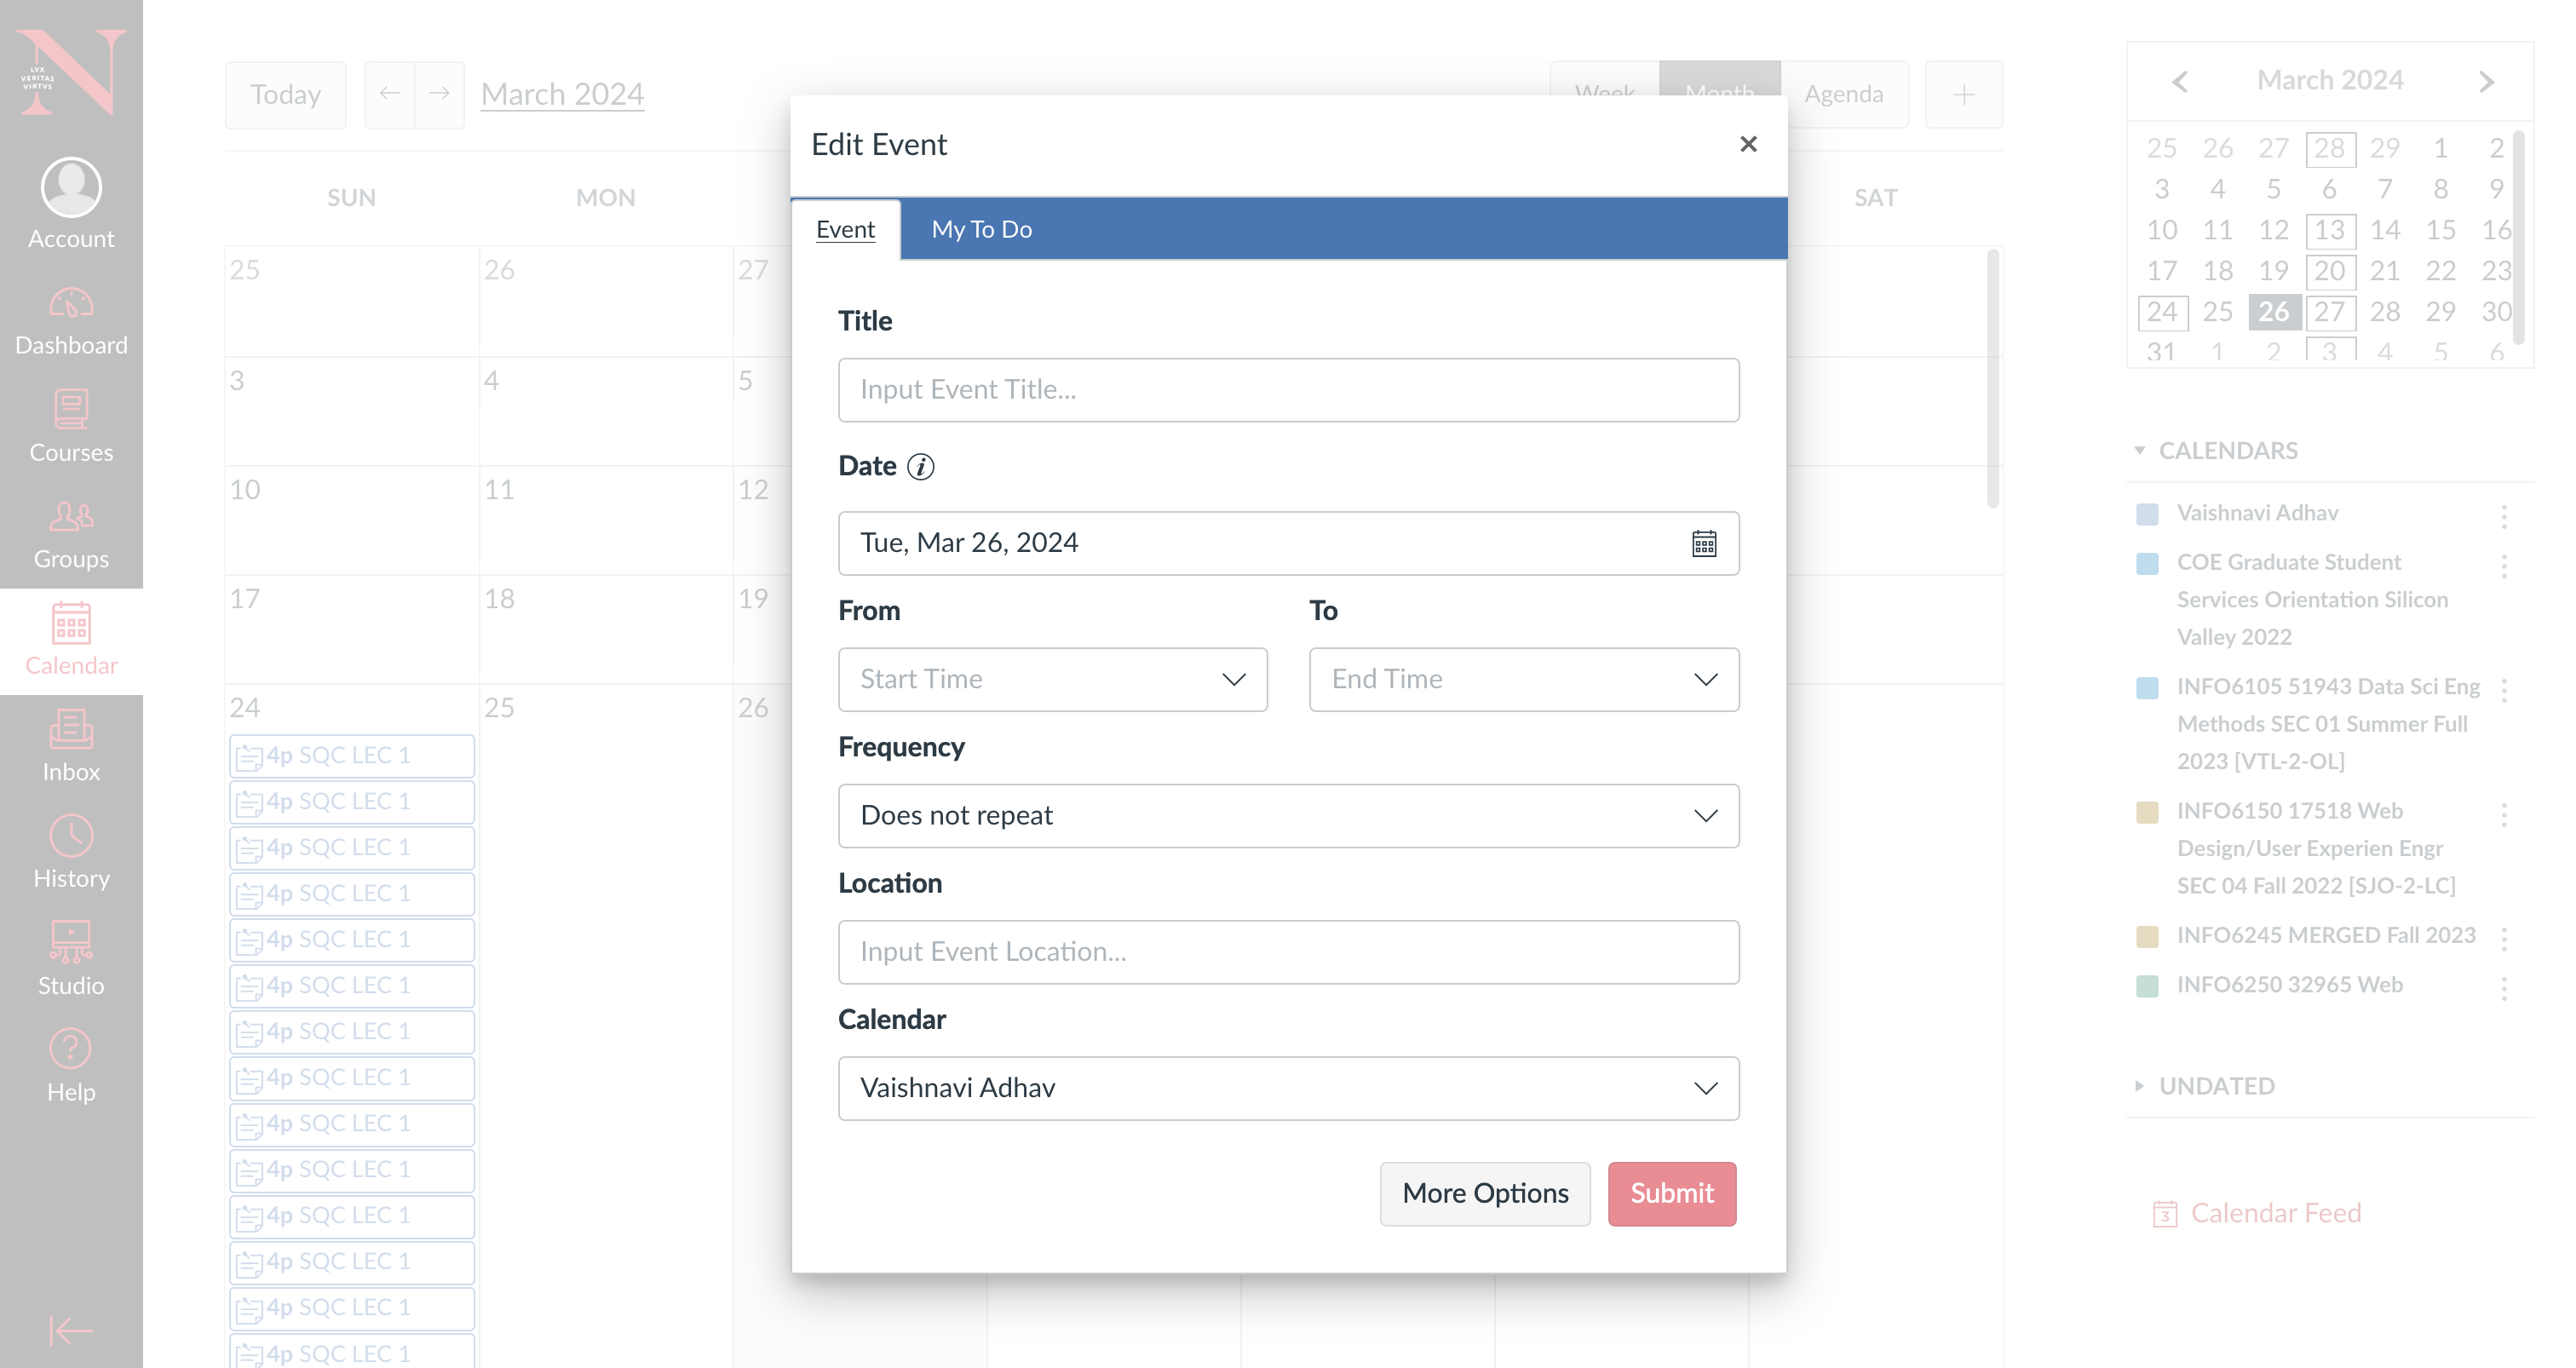 LVX
VERITAS
VIRTVS
Account
Dashboard
Courses
Groups
Calendar
Inbox
History
Studio
Help
Today
March 2024
Week
Month
Agenda
SUN
MON
SAT
25
26
27
3
4
5
10
11
12
17
18
19
24
25
26
4p SQC LEC 1
4p SQC LEC 1
4p SQC LEC 1
4p SQC LEC 1
4p SQC LEC 1
4p SQC LEC 1
4p SQC LEC 1
4p SQC LEC 1
4p SQC LEC 1
4p SQC LEC 1
4p SQC LEC 1
4p SQC LEC 1
4p SQC LEC 1
4p SQC LEC 1
Edit Event
Event
My To Do
Title
Input Event Title...
Date
Tue, Mar 26, 2024
From
To
Start Time
End Time
Frequency
Does not repeat
Location
Input Event Location...
Calendar
Vaishnavi Adhav
More Options
Submit
March 2024
25 26 27 28 29 1 2
3 4 5 6 7 8 9
10 11 12 13 14 15 16
17 18 19 20 21 22 23
24 25 26 27 28 29 30
31 1 2 3 4 5 6
CALENDARS
Vaishnavi Adhav
COE Graduate Student
Services Orientation Silicon
Valley 2022
INFO6105 51943 Data Sci Eng
Methods SEC 01 Summer Full
2023 [VTL-2-OL]
INFO6150 17518 Web
Design/User Experien Engr
SEC 04 Fall 2022 [SJO-2-LC]
INFO6245 MERGED Fall 2023
INFO6250 32965 Web
UNDATED
Calendar Feed